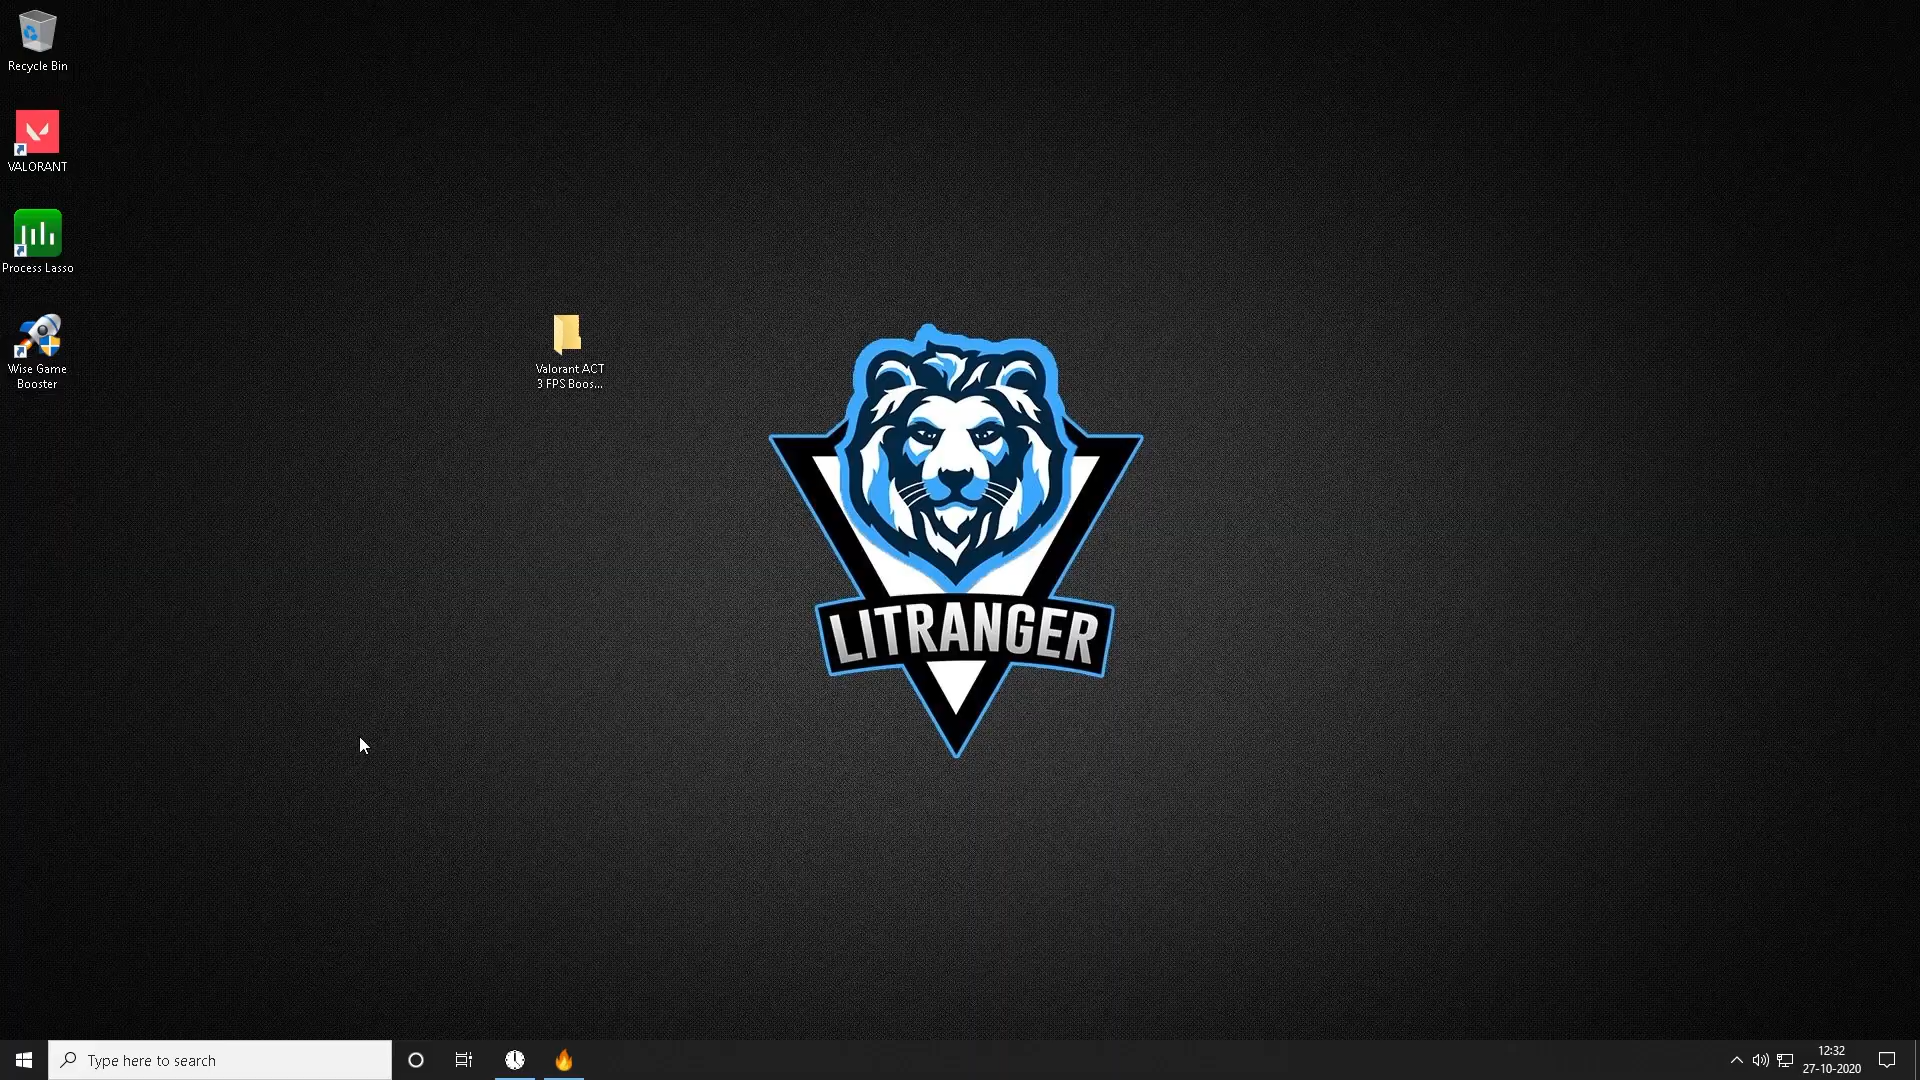 Recycle Bin
VALORANT
Process Lasso
Wise Game
Booster
Valorant ACT
3 FPS Boos...
LITRANGER
Type here to search
12:32
27-10-2020